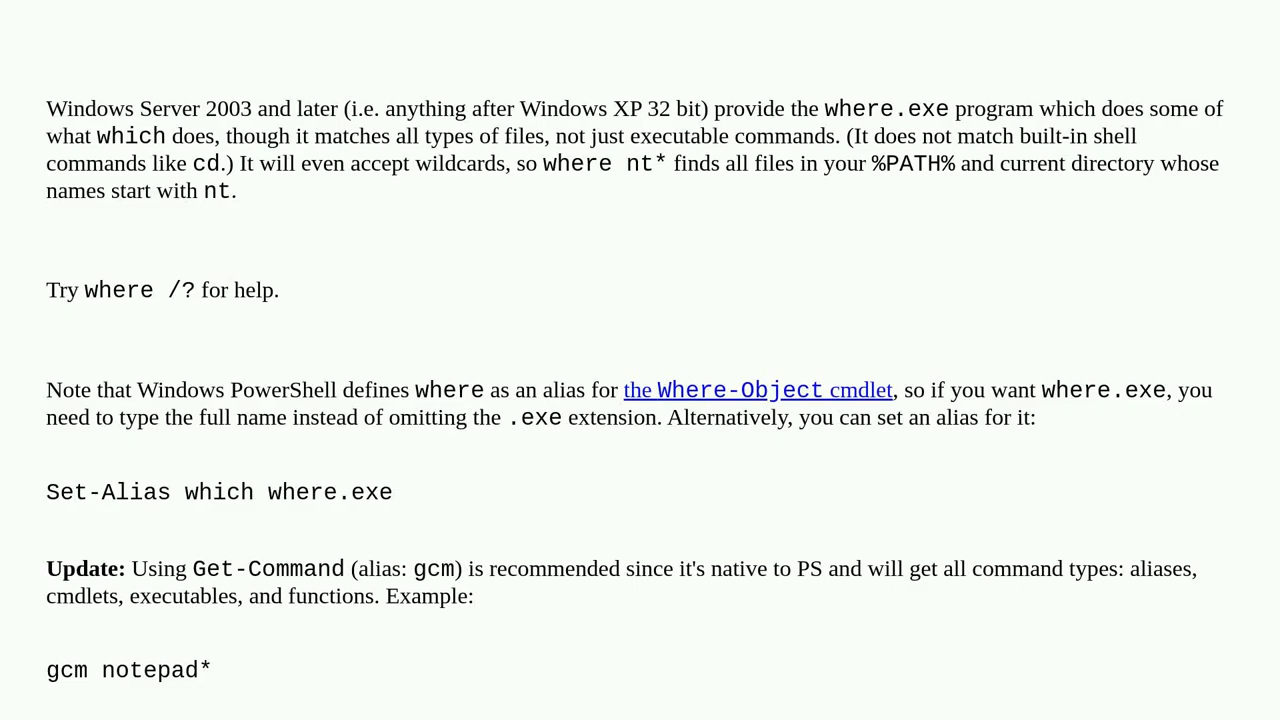 Windows Server 2003 and later (i.e. anything after Windows XP 32 bit) provide the where.exe program which does some of
what which does, though it matches all types of files, not just executable commands. (It does not match built-in shell
commands like cd.) It will even accept wildcards, so where nt* finds all files in your %PATH% and current directory whose
names start with nt.
Try where /? for help.
Note that Windows PowerShell defines where as an alias for the Where-Object cmdlet, so if you want where.exe, you
need to type the full name instead of omitting the .exe extension. Alternatively, you can set an alias for it:
Set-Alias which where.exe
Update: Using Get-Command (alias: gcm) is recommended since it's native to PS and will get all command types: aliases,
cmdlets, executables, and functions. Example:
gcm notepad*